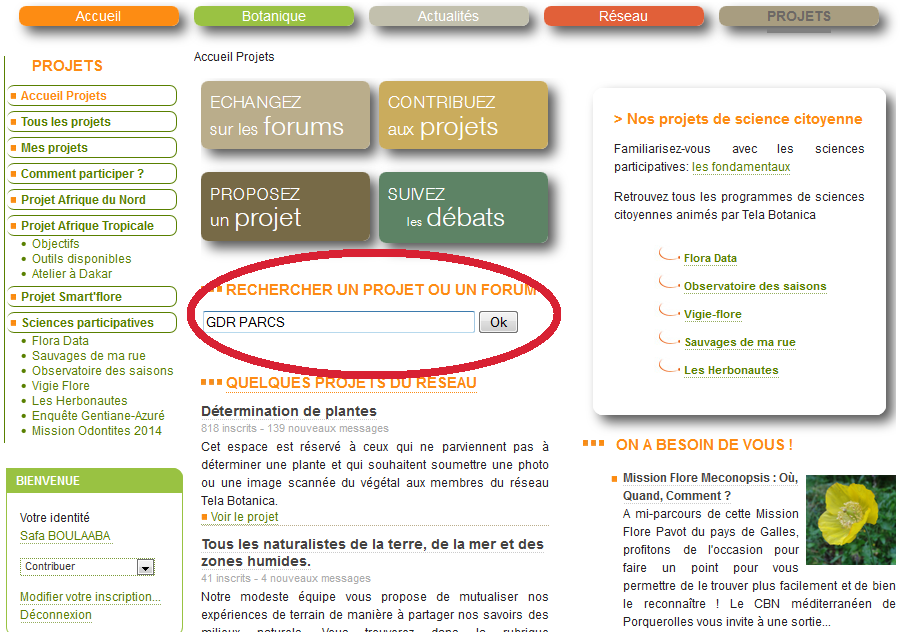 Accueil
Botanique
Actualités
Réseau
PROJETS
PROJETS
Accueil Projets
Tous les projets
Mes projets
Comment participer ?
Projet Afrique du Nord
Projet Afrique Tropicale
Objectifs
Outils disponibles
Atelier à Dakar
Projet Smart'flore
Sciences participatives
Flora Data
Sauvages de ma rue
Observatoire des saisons
Vigie Flore
Les Herbonautes
Enquête Gentiane-Azuré
Mission Odontites 2014
BIENVENUE
Votre identité
Safa BOULAABA
Contribuer
Modifier votre inscription...
Déconnexion
Accueil Projets
ECHANGEZ
sur les forums
CONTRIBUEZ
aux projets
PROPOSEZ
un projet
SUIVEZ
les débats
RECHERCHER UN PROJET OU UN FORUM
GDR PARCS
Ok
QUELQUES PROJETS DU RÉSEAU
Détermination de plantes
818 inscrits - 139 nouveaux messages
Cet espace est réservé à ceux qui ne parviennent pas à
déterminer une plante et qui souhaitent soumettre une photo
ou une image scannée du végétal aux membres du réseau
Tela Botanica.
Voir le projet
Tous les naturalistes de la terre, de la mer et des
zones humides.
41 inscrits - 4 nouveaux messages
Notre modeste équipe vous propose de mutualiser nos
expériences de terrain de manière à partager nos savoirs des
milieux naturels. Vous trouverez dans la rubrique
> Nos projets de science citoyenne
Familiarisez-vous avec les sciences
participatives: les fondamentaux
Retrouvez tous les programmes de sciences
citoyennes animés par Tela Botanica
Flora Data
Observatoire des saisons
Vigie-flore
Sauvages de ma rue
Les Herbonautes
ON A BESOIN DE VOUS !
Mission Flore Meconopsis : Où,
Quand, Comment ?
A mi-parcours de cette Mission
Flore Pavot du pays de Galles,
profitons de l'occasion pour
faire un point pour vous
permettre de le trouver plus facilement et de bien
le reconnaître ! Le CBN méditerranéen de
Porquerolles vous invite à une sortie...